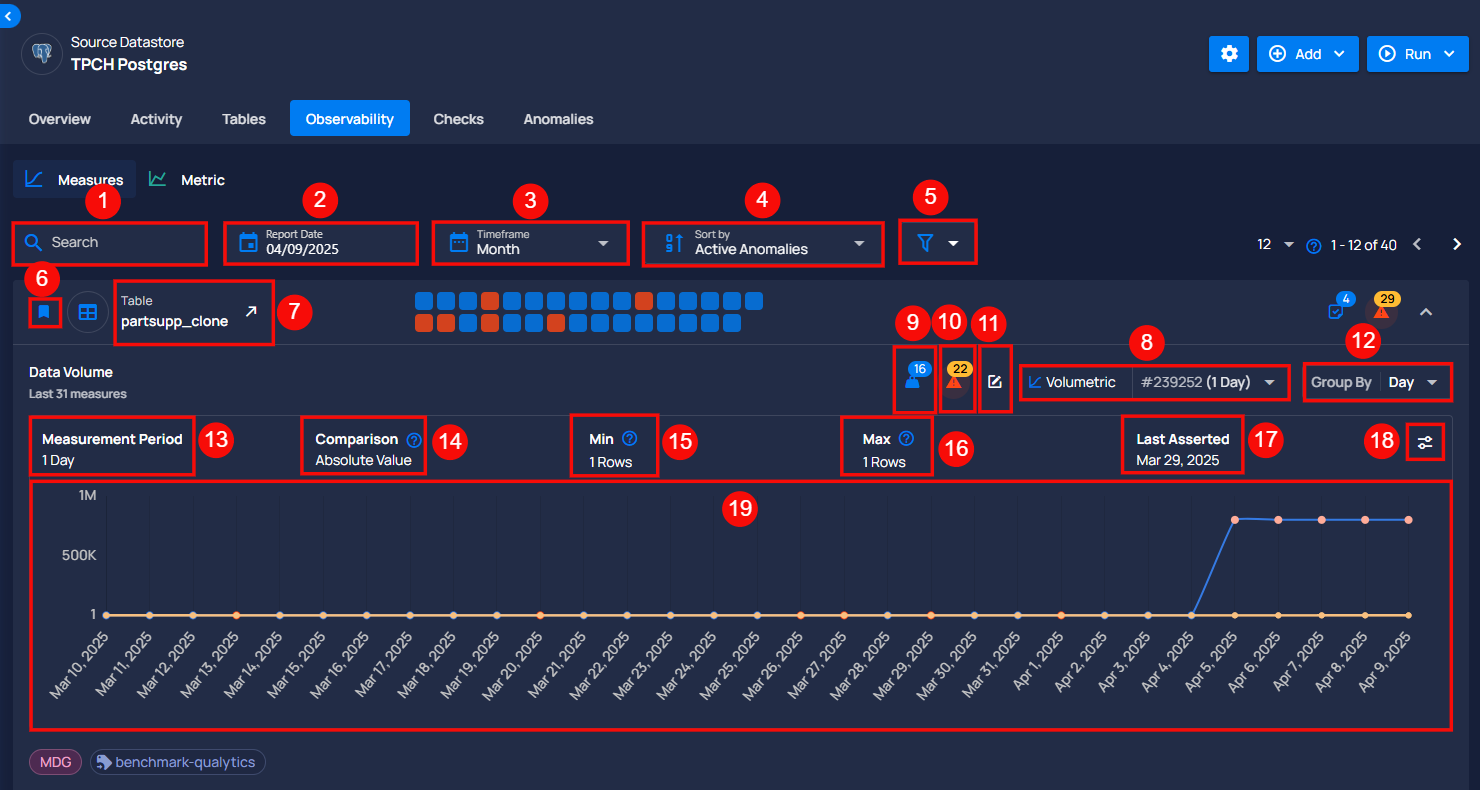 Source Datastore
TPCH Postgres
Add
Run
Overview
Activity
Tables
Observability
Checks
Anomalies
Measures
Metric
1
2
3
4
5
Search
Report Date
04/09/2025
Timeframe
Month
Sort by
Active Anomalies
12
1 - 12 of 40
6
Table
partsupp_clone
7
4
29
9
10
11
8
12
Data Volume
Last 31 measures
16
22
Volumetric
#239252 (1 Day)
Group By
Day
Measurement Period
1 Day
13
Comparison
Absolute Value
14
Min
1 Rows
15
Max
1 Rows
16
Last Asserted
Mar 29, 2025
17
18
19
1M
500K
1
Mar 10, 2025
Mar 11, 2025
Mar 12, 2025
Mar 13, 2025
Mar 14, 2025
Mar 15, 2025
Mar 16, 2025
Mar 17, 2025
Mar 18, 2025
Mar 19, 2025
Mar 20, 2025
Mar 21, 2025
Mar 22, 2025
Mar 23, 2025
Mar 24, 2025
Mar 25, 2025
Mar 26, 2025
Mar 27, 2025
Mar 28, 2025
Mar 29, 2025
Mar 30, 2025
Mar 31, 2025
Apr 1, 2025
Apr 2, 2025
Apr 3, 2025
Apr 4, 2025
Apr 5, 2025
Apr 6, 2025
Apr 7, 2025
Apr 8, 2025
Apr 9, 2025
MDG
benchmark-qualytics